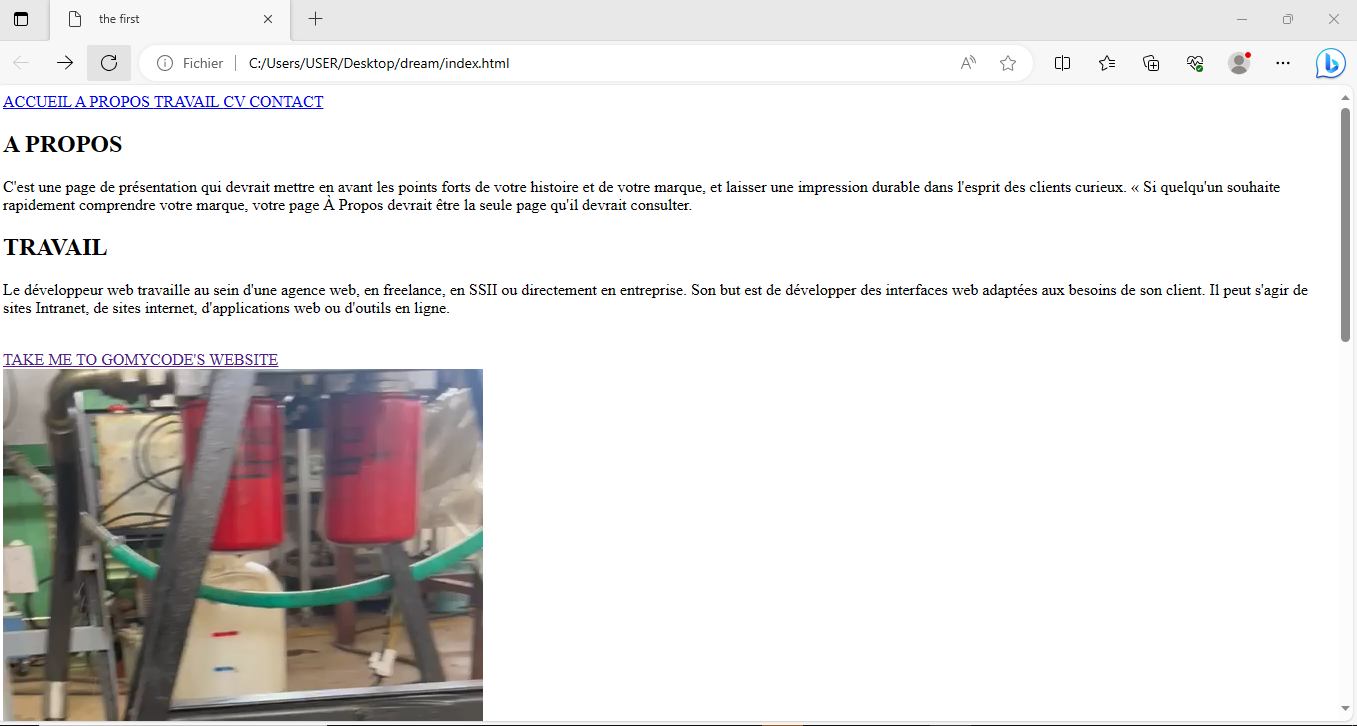 the first
Fichier C:/Users/USER/Desktop/dream/index.html
ACCUEIL A PROPOS TRAVAIL CV CONTACT
A PROPOS
C'est une page de présentation qui devrait mettre en avant les points forts de votre histoire et de votre marque, et laisser une impression durable dans l'esprit des clients curieux. « Si quelqu'un souhaite
rapidement comprendre votre marque, votre page À Propos devrait être la seule page qu'il devrait consulter.
TRAVAIL
Le développeur web travaille au sein d'une agence web, en freelance, en SSII ou directement en entreprise. Son but est de développer des interfaces web adaptées aux besoins de son client. Il peut s'agir de
sites Intranet, de sites internet, d'applications web ou d'outils en ligne.
TAKE ME TO GOMYCODE'S WEBSITE